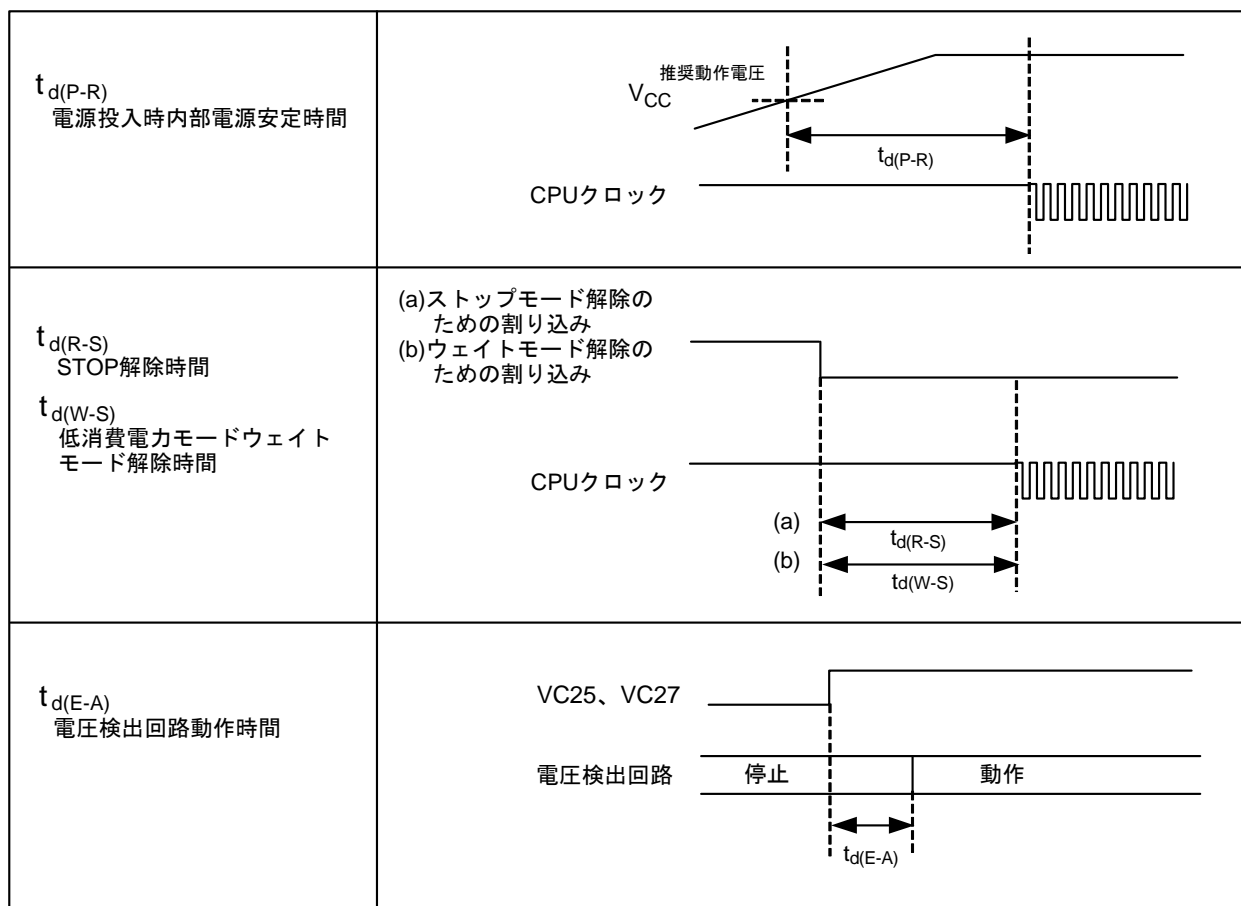 td(P-R)
電源投入時内部電源安定時間
推奨動作電圧
VCC
td(P-R)
CPUクロック
td(R-S)
STOP解除時間
td(W-S)
低消費電力モードウェイト
モード解除時間
(a)ストップモード解除の
ための割り込み
(b)ウェイトモード解除の
ための割り込み
CPUクロック
(a)
td(R-S)
(b)
td(W-S)
td(E-A)
電圧検出回路動作時間
VC25、VC27
電圧検出回路
停止
動作
td(E-A)